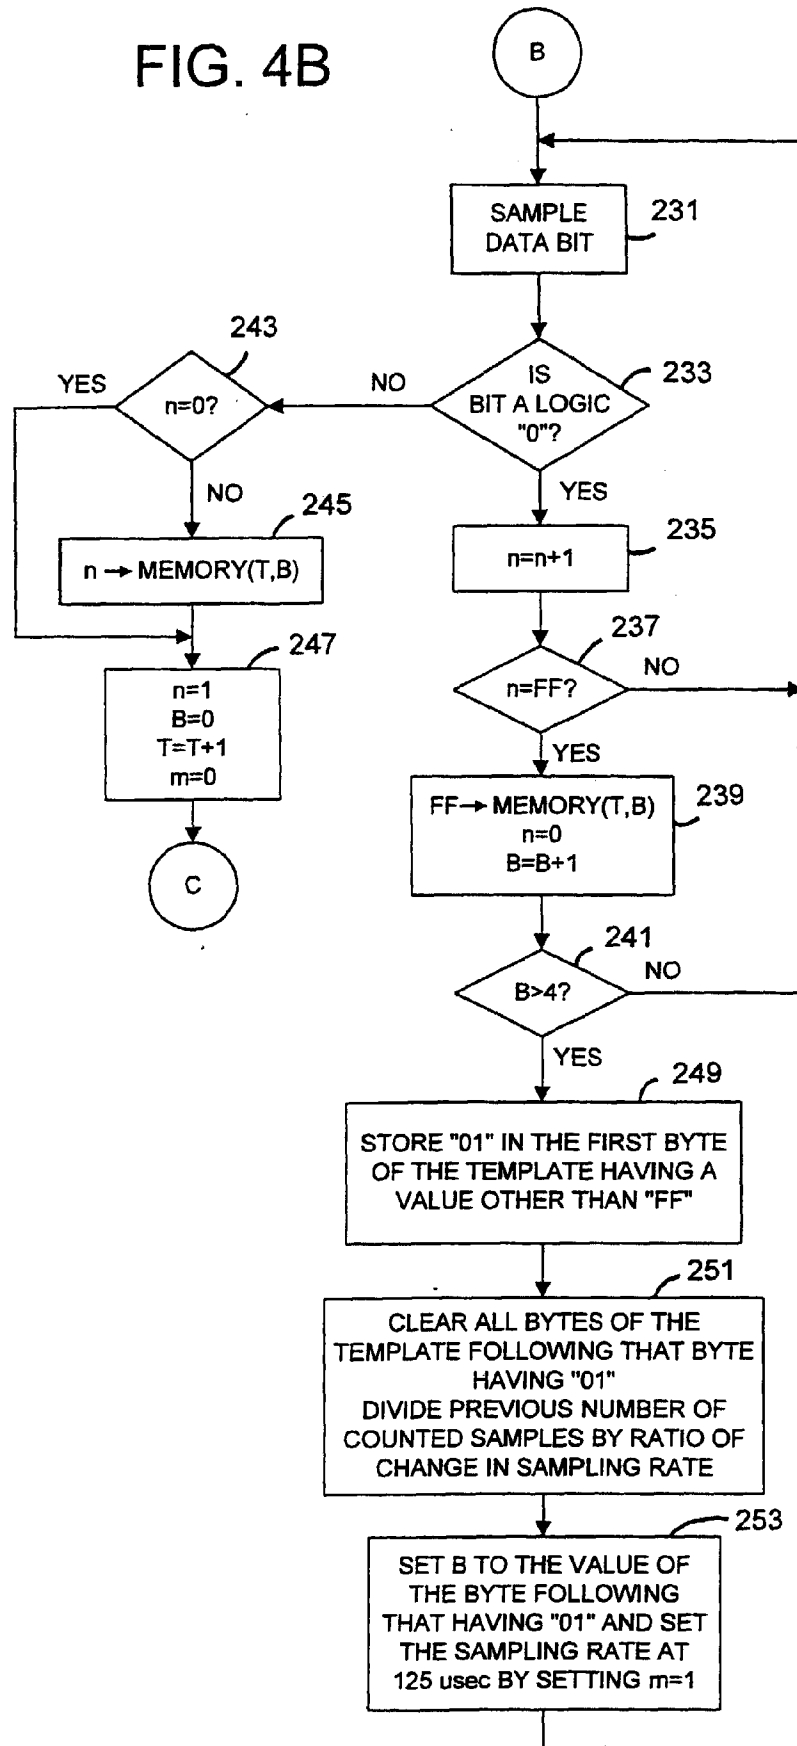 FIG. 4B
B
SAMPLE
DATA BIT
231
IS
BIT A LOGIC
"0"?
233
NO
YES
243
n=0?
YES
NO
245
n → MEMORY(T,B)
247
n=1
B=0
T=T+1
m=0
C
235
n=n+1
237
n=FF?
NO
YES
FF → MEMORY(T,B)
n=0
B=B+1
239
241
B>4?
NO
YES
249
STORE "01" IN THE FIRST BYTE
OF THE TEMPLATE HAVING A
VALUE OTHER THAN "FF"
251
CLEAR ALL BYTES OF THE
TEMPLATE FOLLOWING THAT BYTE
HAVING "01"
DIVIDE PREVIOUS NUMBER OF
COUNTED SAMPLES BY RATIO OF
CHANGE IN SAMPLING RATE
253
SET B TO THE VALUE OF
THE BYTE FOLLOWING
THAT HAVING "01" AND SET
THE SAMPLING RATE AT
125 usec BY SETTING m=1